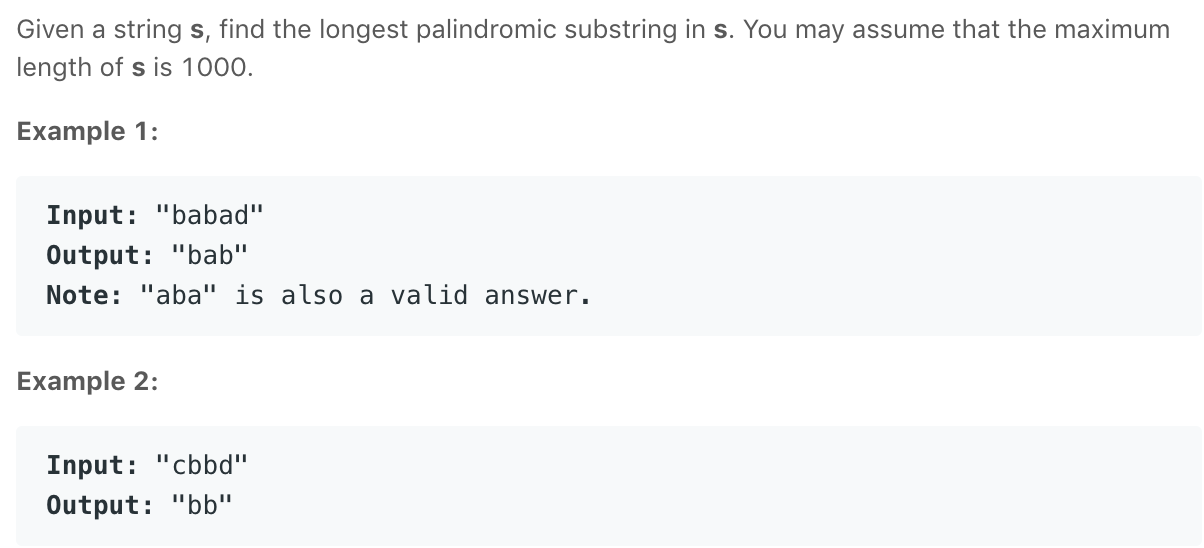 Given a string s, find the longest palindromic substring in s. You may assume that the maximum
length of s is 1000.
Example 1:
Input: "babad"
Output: "bab"
Note: "aba" is also a valid answer.
Example 2:
Input: "cbbd"
Output: "bb"